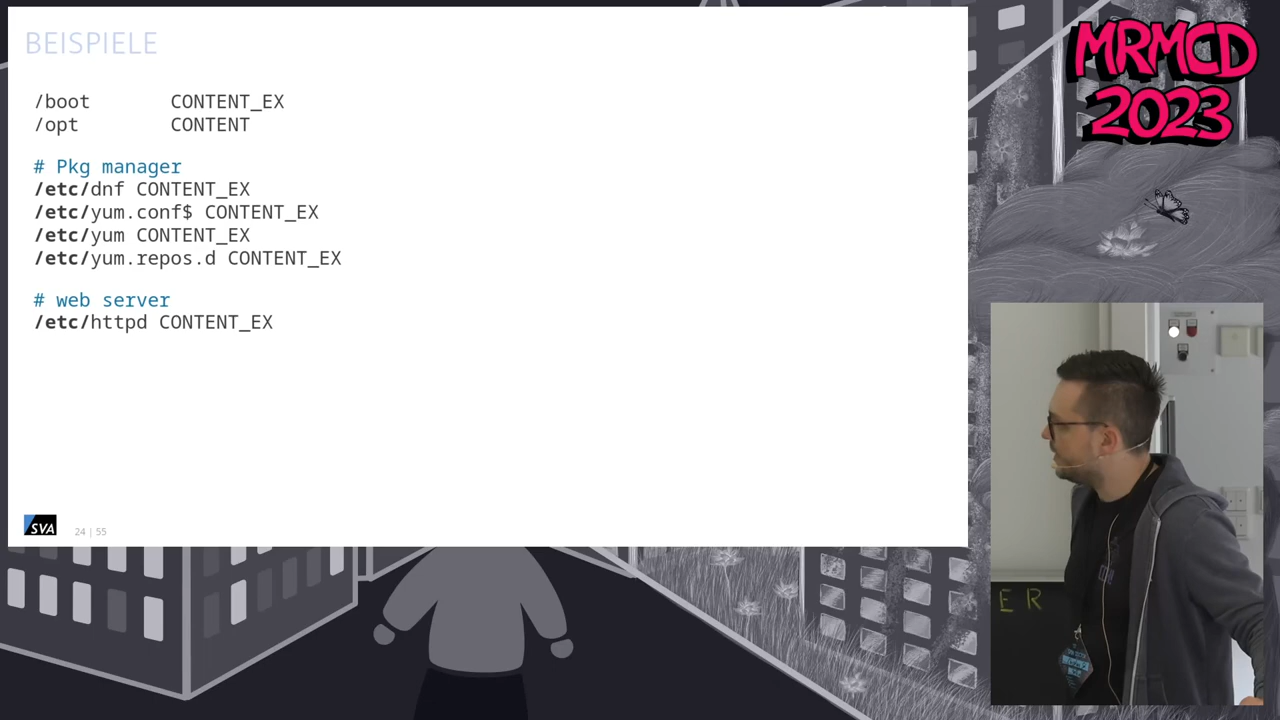 BEISPIELE
/boot CONTENT_EX
/opt CONTENT
# Pkg manager
/etc/dnf CONTENT_EX
/etc/yum.conf$ CONTENT_EX
/etc/yum CONTENT_EX
/etc/yum.repos.d CONTENT_EX
# web server
/etc/httpd CONTENT_EX
SVA
24 | 55
MRMCD
2023
ER